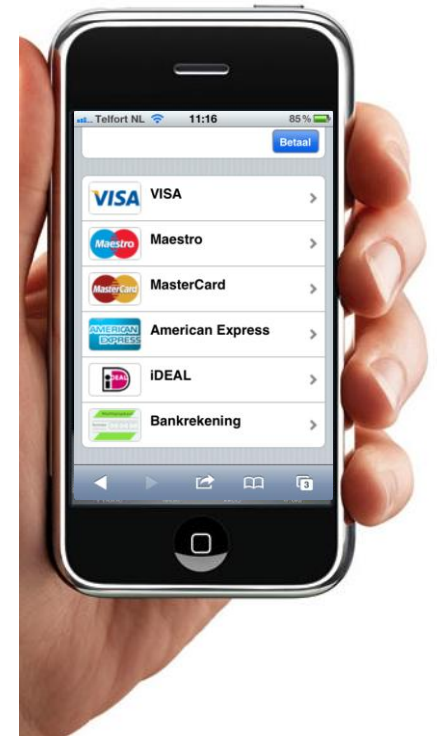 Telfort NL 11:16 85 %
Betaal
VISA VISA
Maestro Maestro
MasterCard MasterCard
AMERICAN EXPRESS American Express
iDEAL iDEAL
Bankrekening
3